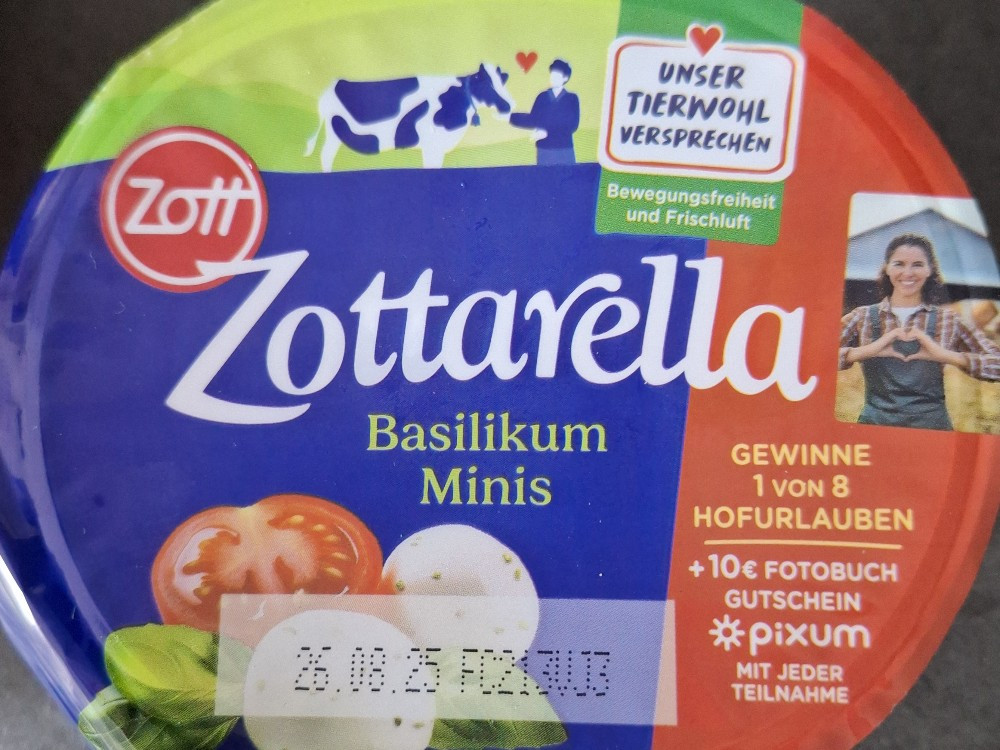 UNSER
TIERWOHL
VERSPRECHEN
Bewegungsfreiheit
und Frischluft
Zott
Zottarella
Basilikum
Minis
GEWINNE
1 VON 8
HOFURLAUBEN
+10€ FOTOBUCH
GUTSCHEIN
pixum
MIT JEDER
TEILNAHME
26.08.25